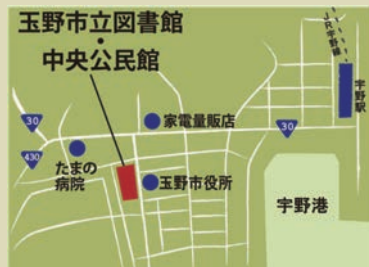 玉野市立図書館
・
中央公民館
JR宇野線
宇野駅
30
家電量販店
30
430
たまの
病院
玉野市役所
宇野港